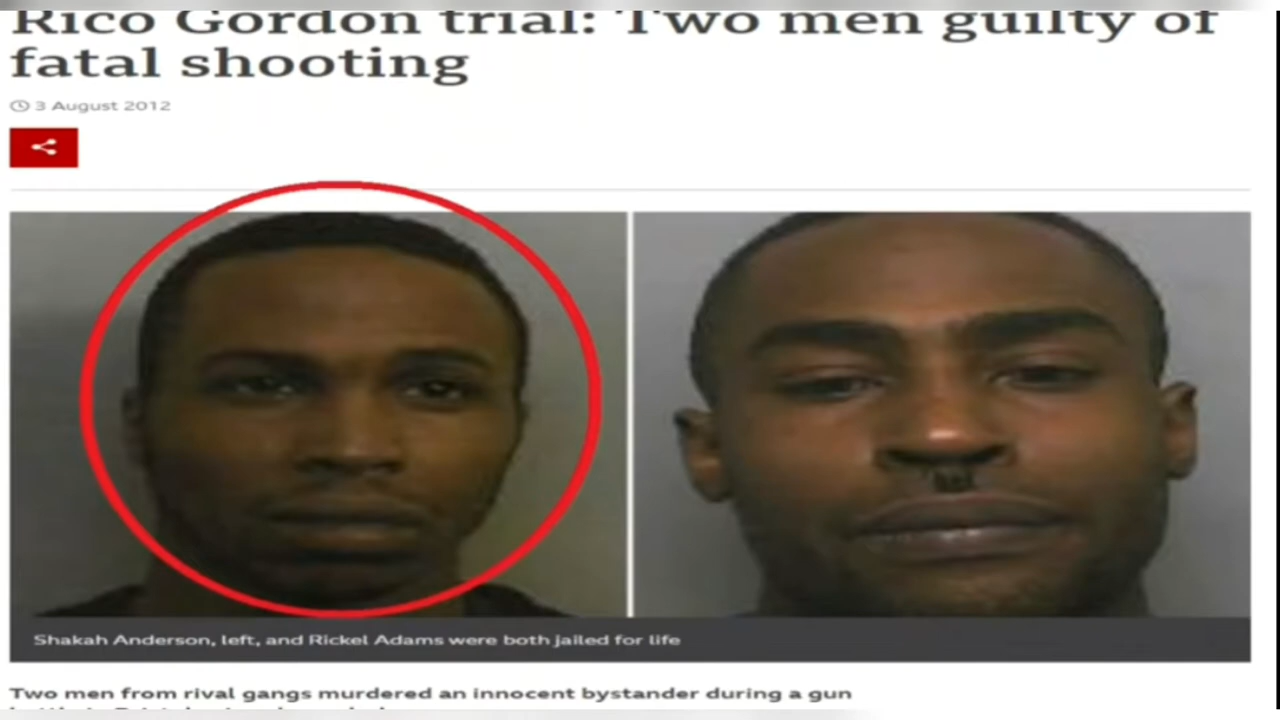 Rico Gordon trial: Two men guilty of
fatal shooting
3 August 2012
Shakah Anderson, left, and Rickel Adams were both jailed for life
Two men from rival gangs murdered an innocent bystander during a gun